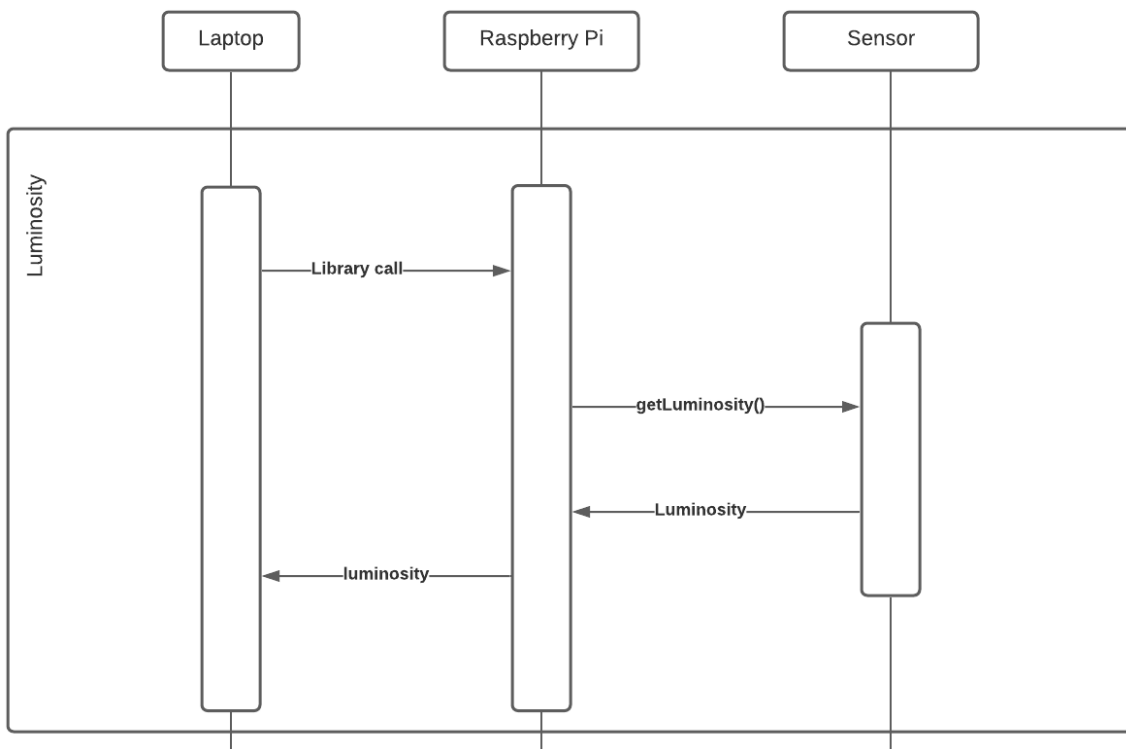 Laptop
Raspberry Pi
Sensor
Luminosity
Library call
getLuminosity()
Luminosity
luminosity